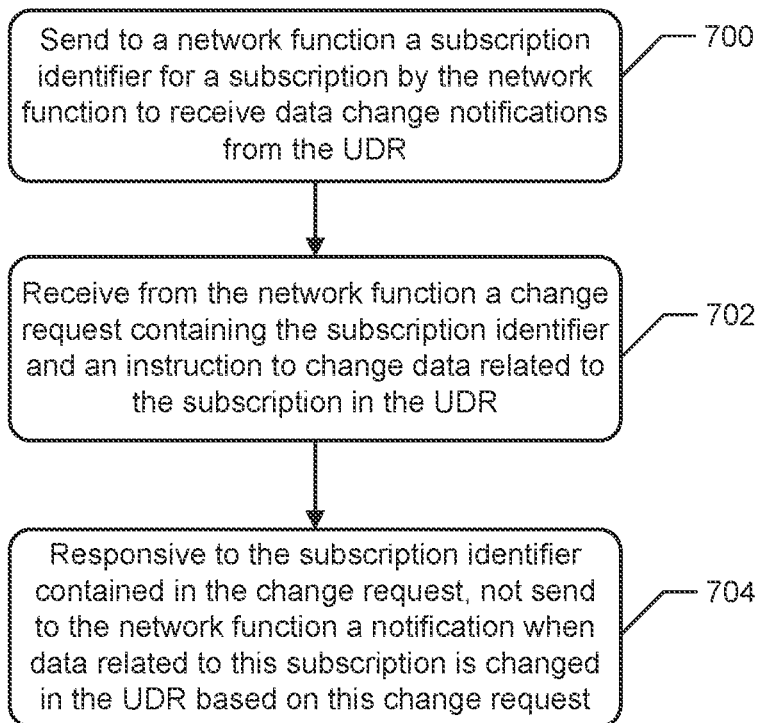 Send to a network function a subscription
identifier for a subscription by the network
function to receive data change notifications
from the UDR
700
Receive from the network function a change
request containing the subscription identifier
and an instruction to change data related to
the subscription in the UDR
702
Responsive to the subscription identifier
contained in the change request, not send
to the network function a notification when
data related to this subscription is changed
in the UDR based on this change request
704